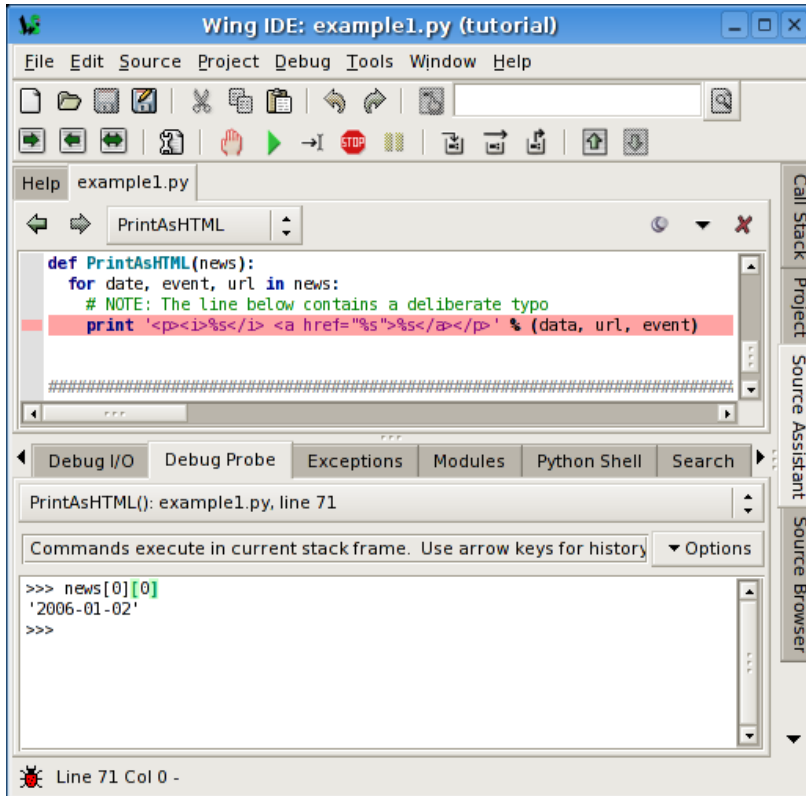 Wing IDE: example1.py (tutorial)
File Edit Source Project Debug Tools Window Help
STOP
Help example1.py
PrintAsHTML
def PrintAsHTML(news):
for date, event, url in news:
# NOTE: The line below contains a deliberate typo
print '<p><i>%s</i> <a href="%s">%s</a></p>' % (data, url, event)
###########################################################################
Debug I/O Debug Probe Exceptions Modules Python Shell Search
PrintAsHTML(): example1.py, line 71
Commands execute in current stack frame. Use arrow keys for history
Options
>>> news[0][0]
'2006-01-02'
>>>
Line 71 Col 0 -
Call Stack
Project
Source Assistant
Source Browser